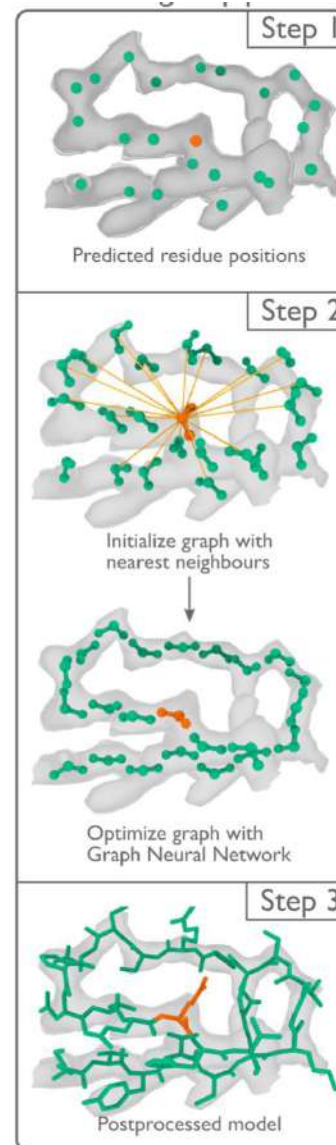 Step 1
Predicted residue positions
Step 2
Initialize graph with
nearest neighbours
Optimize graph with
Graph Neural Network
Step 3
Postprocessed model